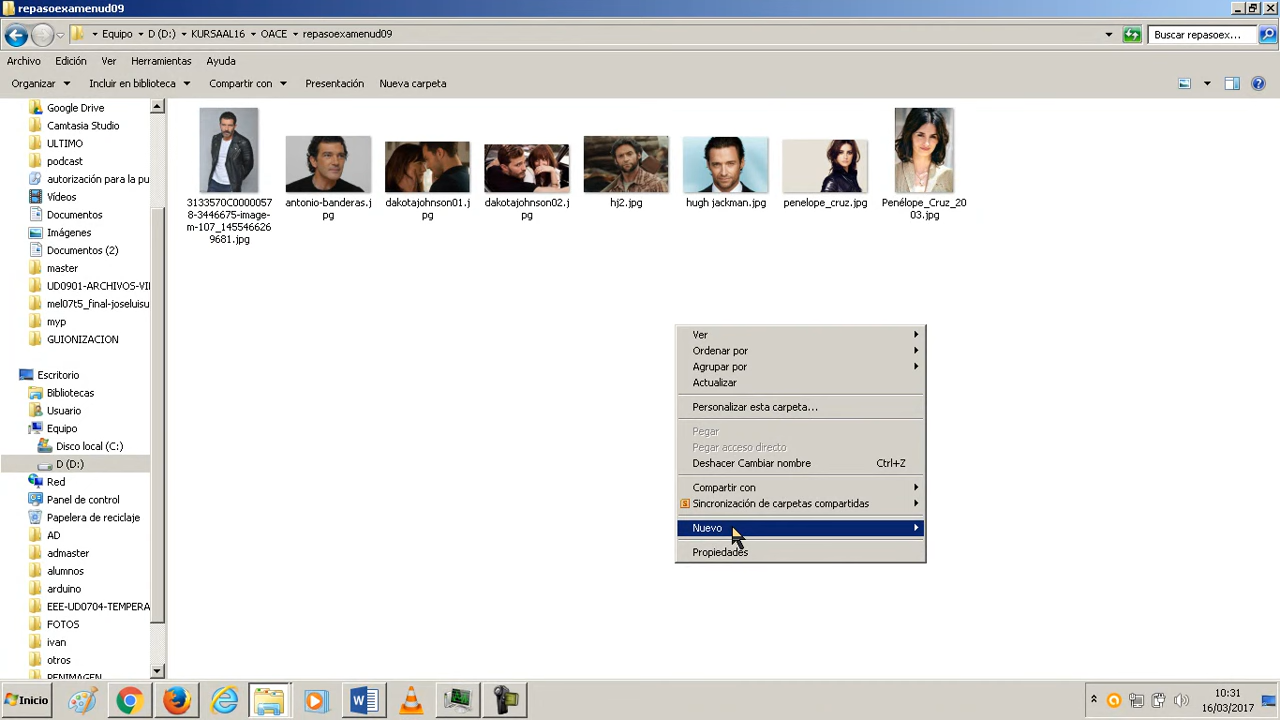 repasoexamenud09
Equipo
D (D:)
KURSAAL16
OACE
repasoexamenud09
Buscar repasoex...
Archivo
Edición
Ver
Herramientas
Ayuda
Organizar
Incluir en biblioteca
Compartir con
Presentación
Nueva carpeta
Google Drive
Camtasia Studio
ULTIMO
podcast
autorización para la pu
Vídeos
Documentos
Imágenes
Documentos (2)
master
UD0901-ARCHIVOS-VI
mel07t5_final-joseluisu
myp
GUIONIZACION
Escritorio
Bibliotecas
Usuario
Equipo
Disco local (C:)
D (D:)
Red
Panel de control
Papelera de reciclaje
AD
admaster
alumnos
arduino
EEE-UD0704-TEMPERA
FOTOS
ivan
otros
PENIMAGEN
3133570C0000057
8-3446675-image-
m-107_145546626
9681.jpg
antonio-banderas.j
pg
dakotajohnson01.j
pg
dakotajohnson02.j
pg
hj2.jpg
hugh jackman.jpg
penelope_cruz.jpg
Penélope_Cruz_20
03.jpg
Ver
Ordenar por
Agrupar por
Actualizar
Personalizar esta carpeta...
Pegar
Pegar acceso directo
Deshacer Cambiar nombre Ctrl+Z
Compartir con
Sincronización de carpetas compartidas
Nuevo
Propiedades
Inicio
10:31
16/03/2017